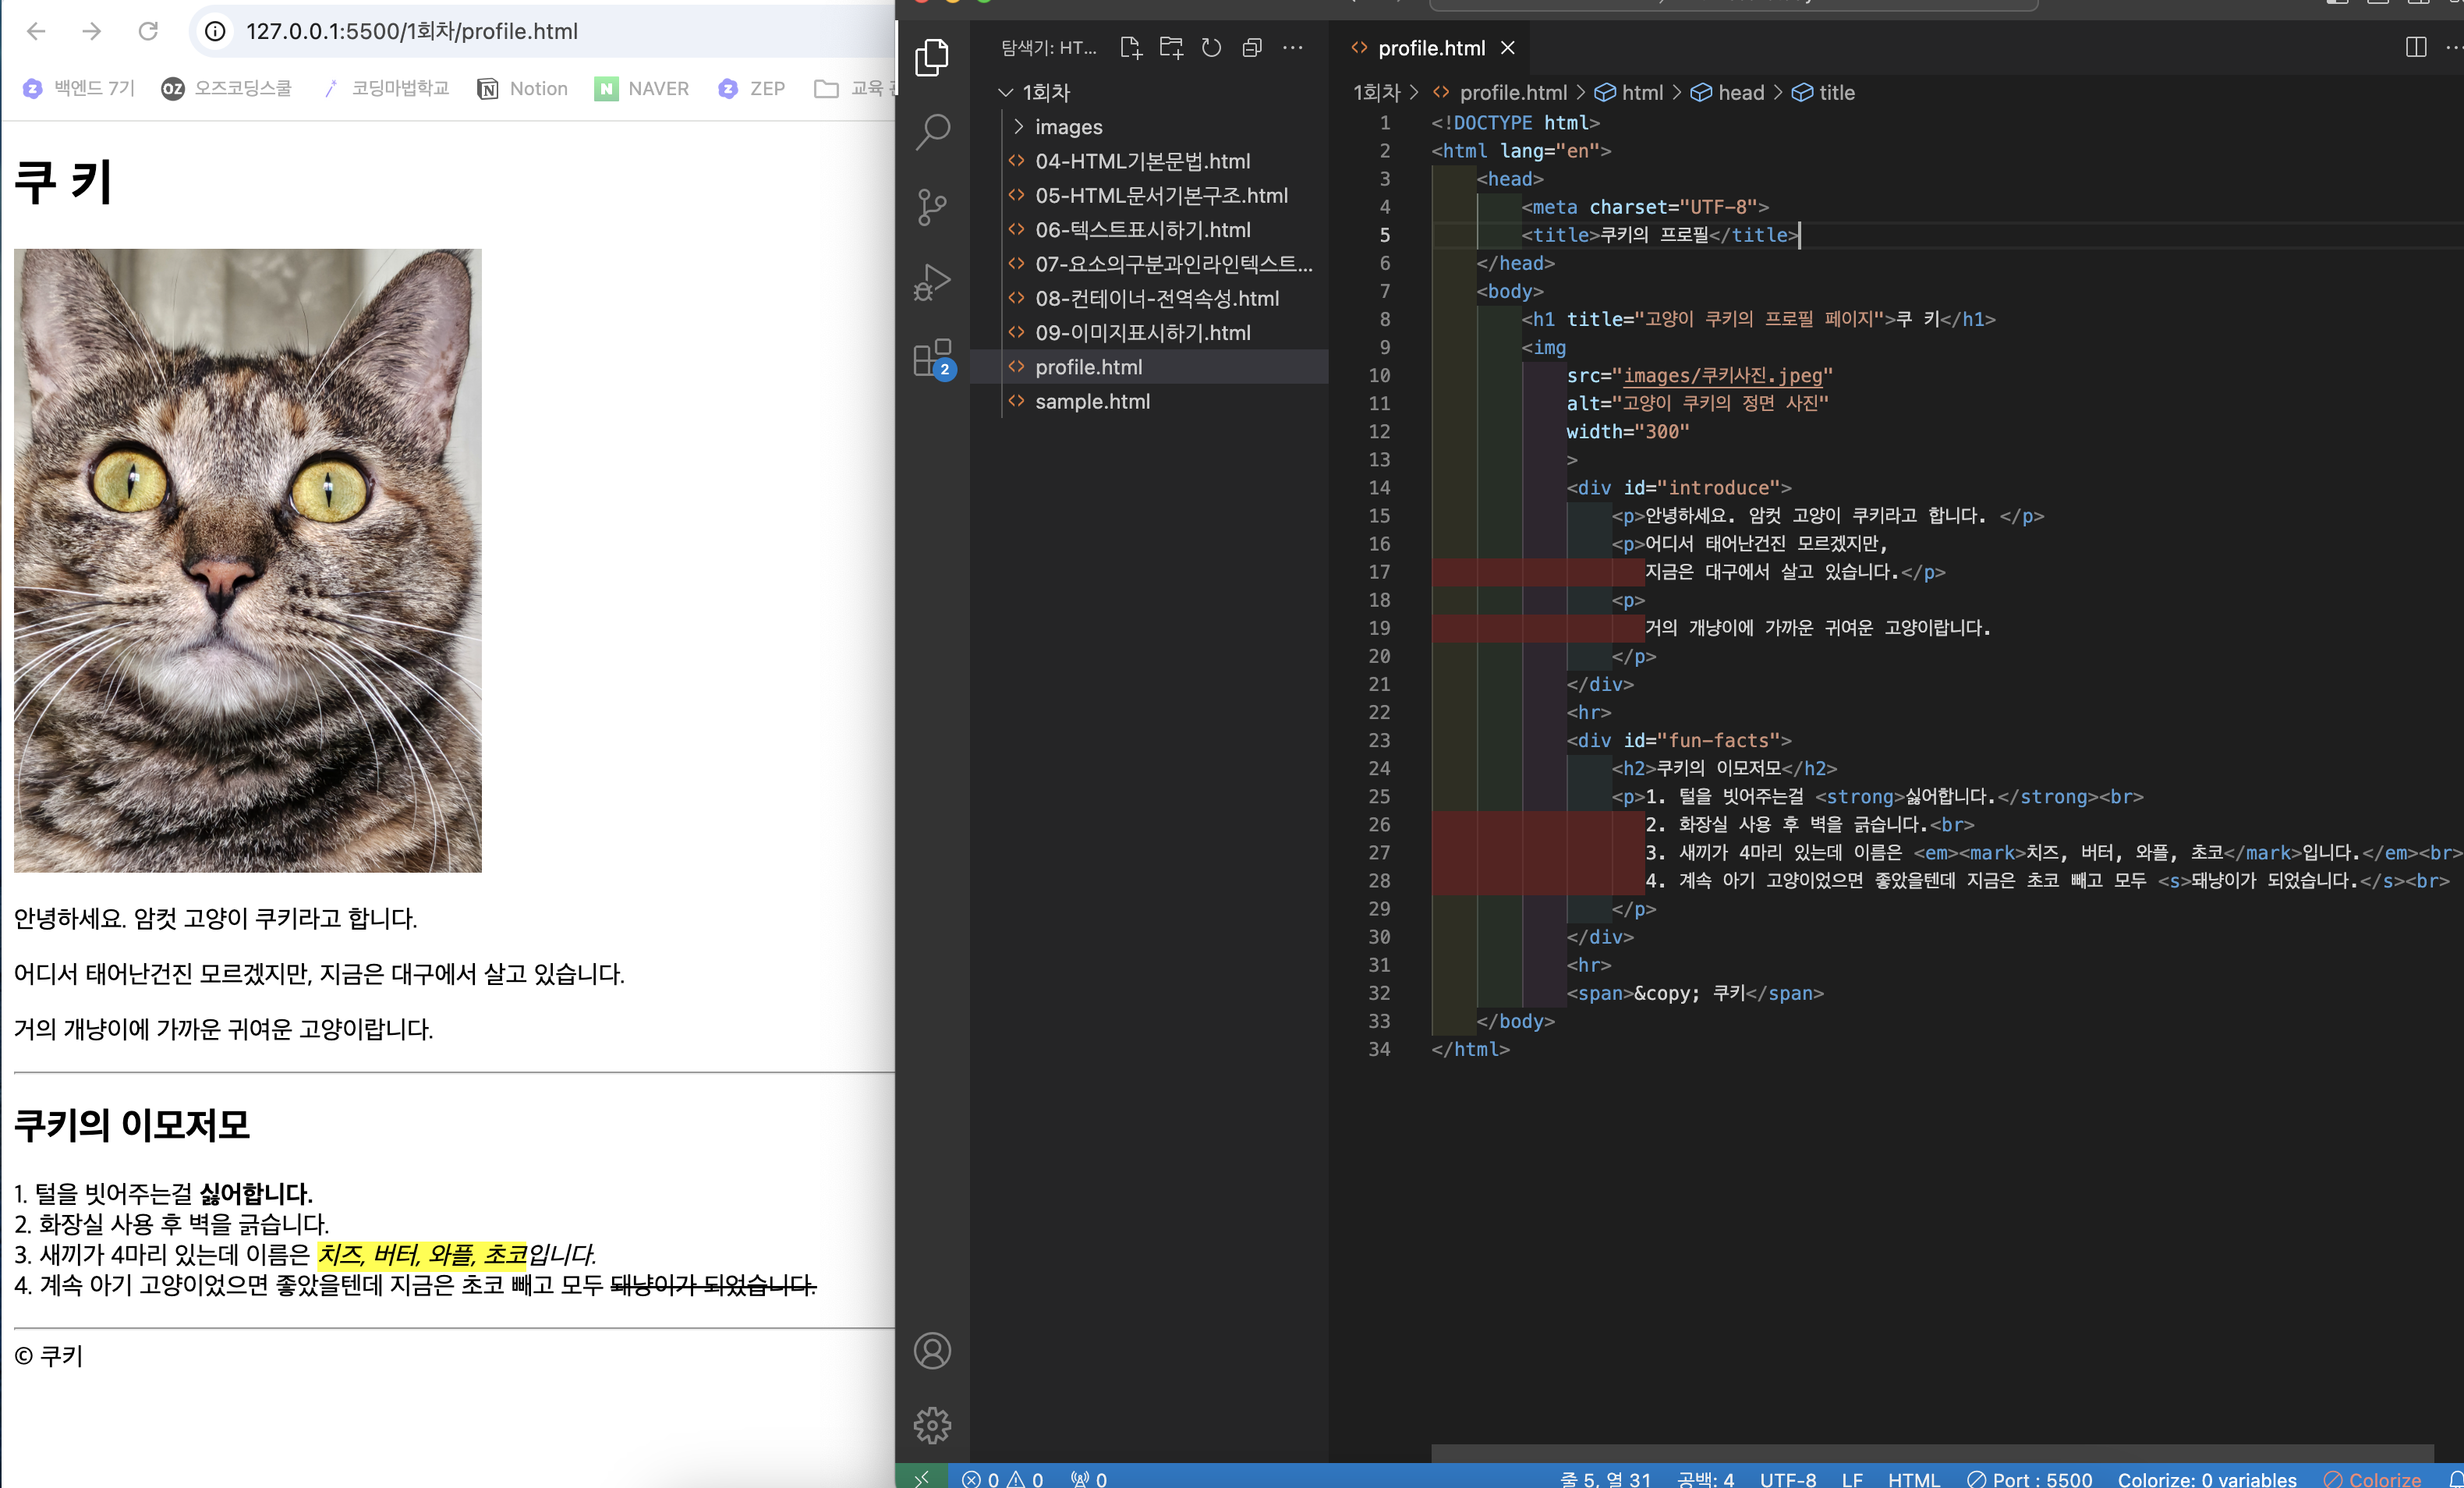 127.0.0.1:5500/1회차/profile.html
백엔드 7기
OZ 오즈코딩스쿨
코딩마법학교
Notion
N NAVER
ZEP
교육
쿠 키
안녕하세요. 암컷 고양이 쿠키라고 합니다.
어디서 태어난건진 모르겠지만, 지금은 대구에서 살고 있습니다.
거의 개냥이에 가까운 귀여운 고양이랍니다.
쿠키의 이모저모
1. 털을 빗어주는걸 싫어합니다.
2. 화장실 사용 후 벽을 긁습니다.
3. 새끼가 4마리 있는데 이름은 치즈, 버터, 와플, 초코입니다.
4. 계속 아기 고양이었으면 좋았을텐데 지금은 초코 빼고 모두 돼냥이가 되었습니다.
© 쿠키
2
탐색기: HT...
1회차
images
04-HTML기본문법.html
05-HTML문서기본구조.html
06-텍스트표시하기.html
07-요소의구분과인라인텍스트...
08-컨테이너-전역속성.html
09-이미지표시하기.html
profile.html
sample.html
profile.html
1회차 > profile.html > html > head > title
1 <!DOCTYPE html>
2 <html lang="en">
3 <head>
4 <meta charset="UTF-8">
5 <title>쿠키의 프로필</title>
6 </head>
7 <body>
8 <h1 title="고양이 쿠키의 프로필 페이지">쿠 키</h1>
9 <img
10 src="images/쿠키사진.jpeg"
11 alt="고양이 쿠키의 정면 사진"
12 width="300"
13 >
14 <div id="introduce">
15 <p>안녕하세요. 암컷 고양이 쿠키라고 합니다. </p>
16 <p>어디서 태어난건진 모르겠지만,
17 지금은 대구에서 살고 있습니다.</p>
18 <p>
19 거의 개냥이에 가까운 귀여운 고양이랍니다.
20 </p>
21 </div>
22 <hr>
23 <div id="fun-facts">
24 <h2>쿠키의 이모저모</h2>
25 <p>1. 털을 빗어주는걸 <strong>싫어합니다.</strong><br>
26 2. 화장실 사용 후 벽을 긁습니다.<br>
27 3. 새끼가 4마리 있는데 이름은 <em><mark>치즈, 버터, 와플, 초코</mark>입니다.</em><br>
28 4. 계속 아기 고양이었으면 좋았을텐데 지금은 초코 빼고 모두 <s>돼냥이가 되었습니다.</s><br>
29 </p>
30 </div>
31 <hr>
32 <span>&copy; 쿠키</span>
33 </body>
34 </html>
0 0 0
줄 5, 열 31
공백: 4
UTF-8
LF
HTML
Port : 5500
Colorize: 0 variables
Colorize